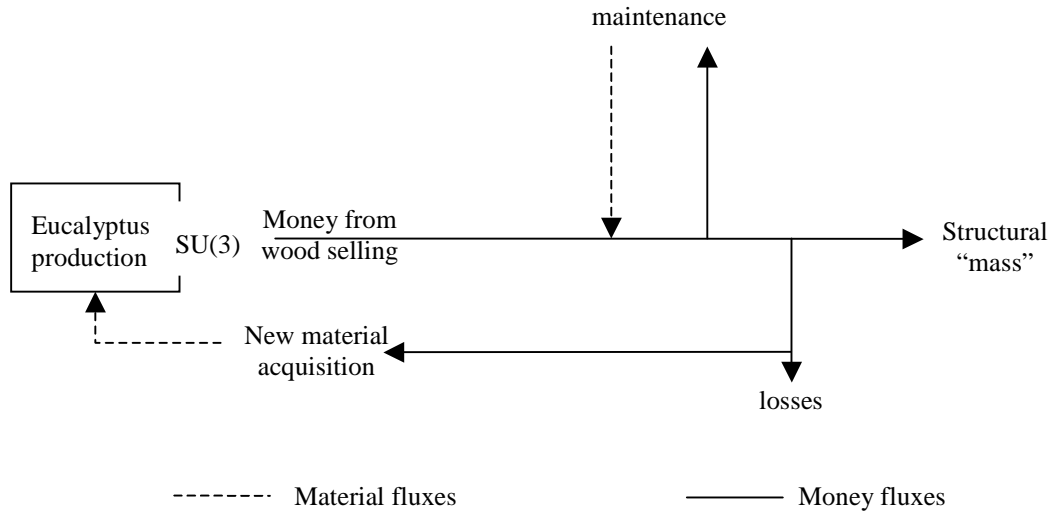 maintenance
Eucalyptus
production
SU(3)
Money from
wood selling
Structural
“mass”
New material
acquisition
losses
Material fluxes
Money fluxes